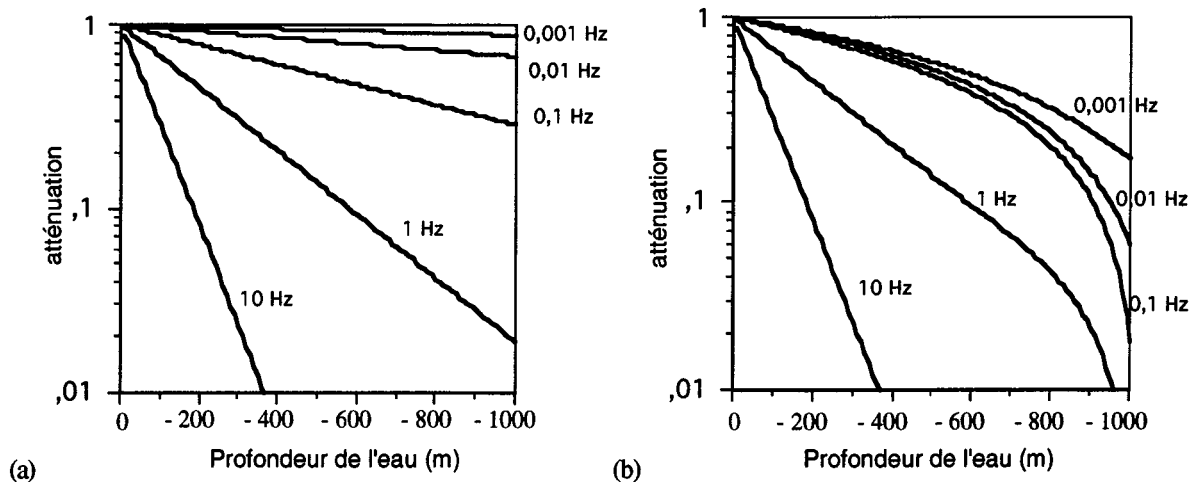 1
,1
,01
atténuation
0,001 Hz
0,01 Hz
0,1 Hz
1 Hz
10 Hz
0 - 200 - 400 - 600 - 800 - 1000
Profondeur de l'eau (m)
(a)
1
,1
,01
atténuation
0,001 Hz
0,01 Hz
0,1 Hz
1 Hz
10 Hz
0 - 200 - 400 - 600 - 800 - 1000
Profondeur de l'eau (m)
(b)